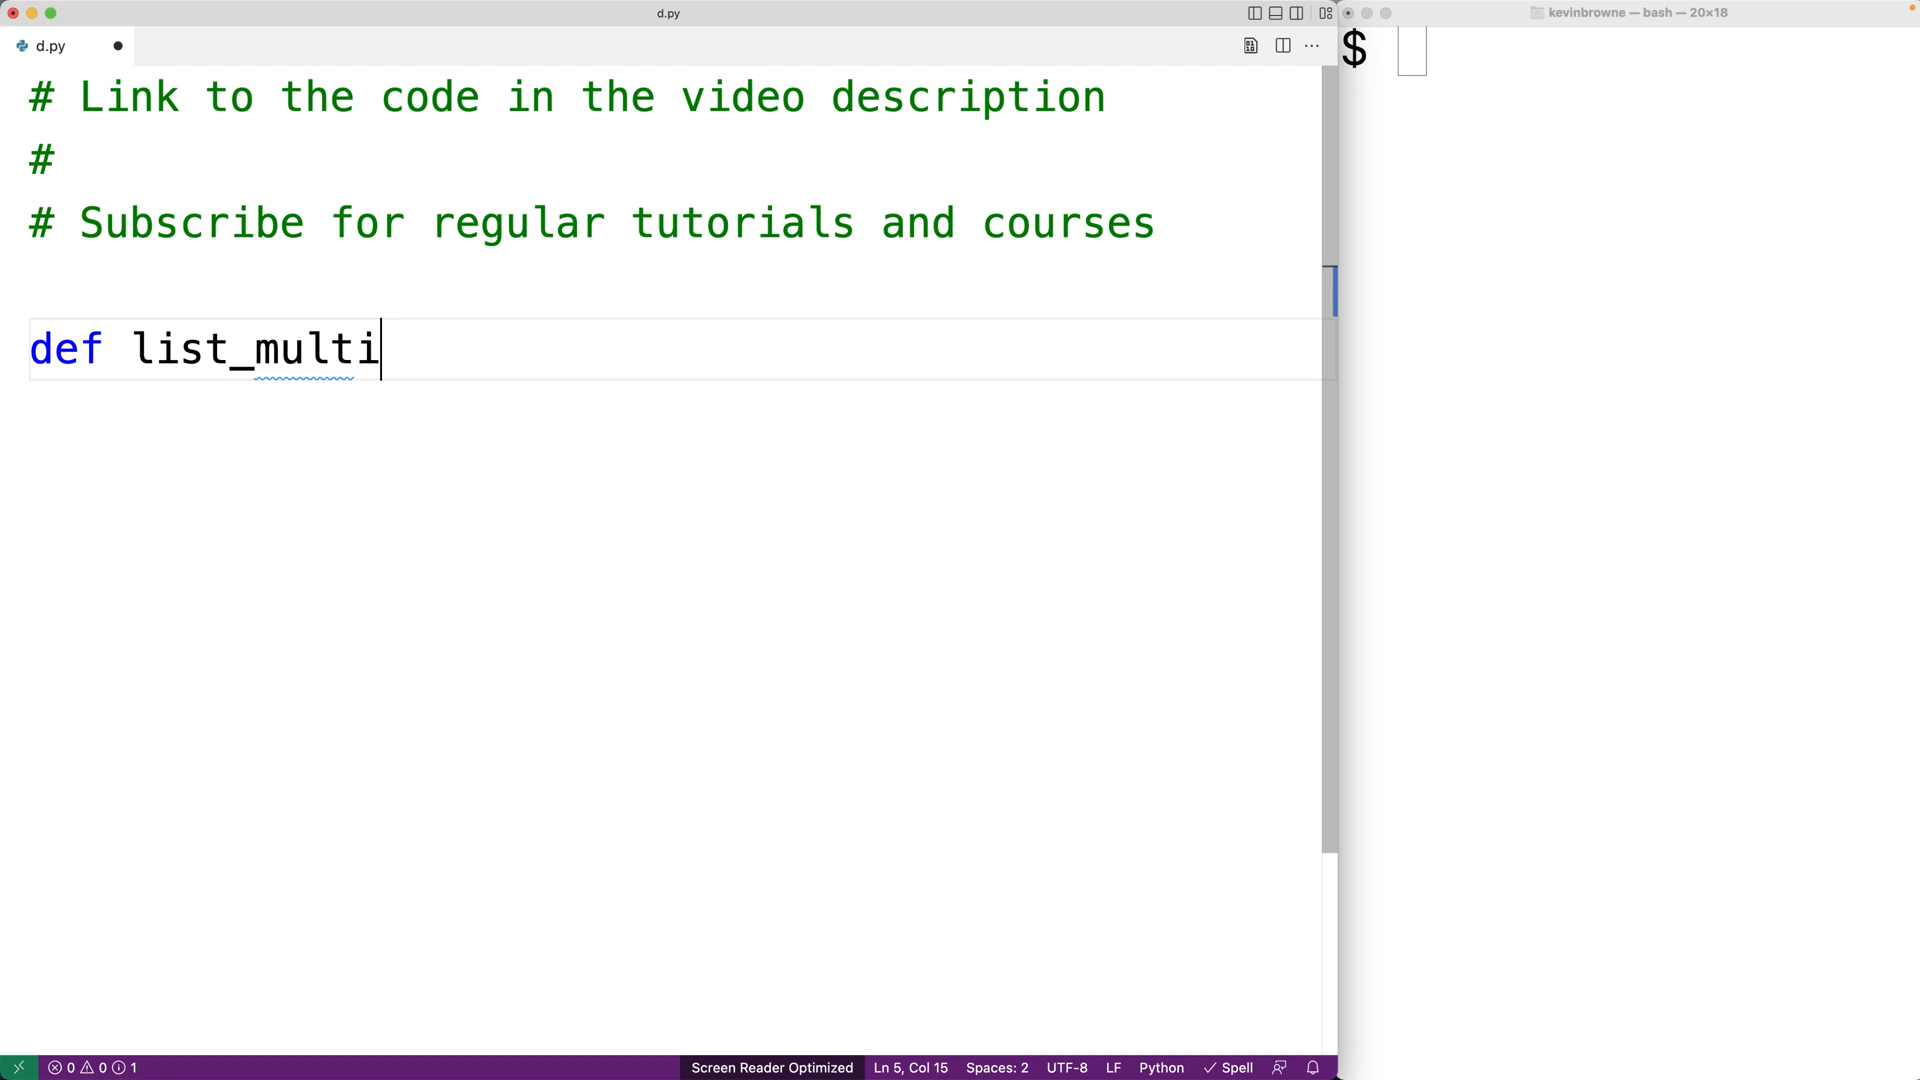 d.py
kevinbrowne — bash — 20×18
d.py
$
# Link to the code in the video description
#
# Subscribe for regular tutorials and courses
def list_multi
0 0 1
Screen Reader Optimized
Ln 5, Col 15
Spaces: 2
UTF-8
LF
Python
Spell